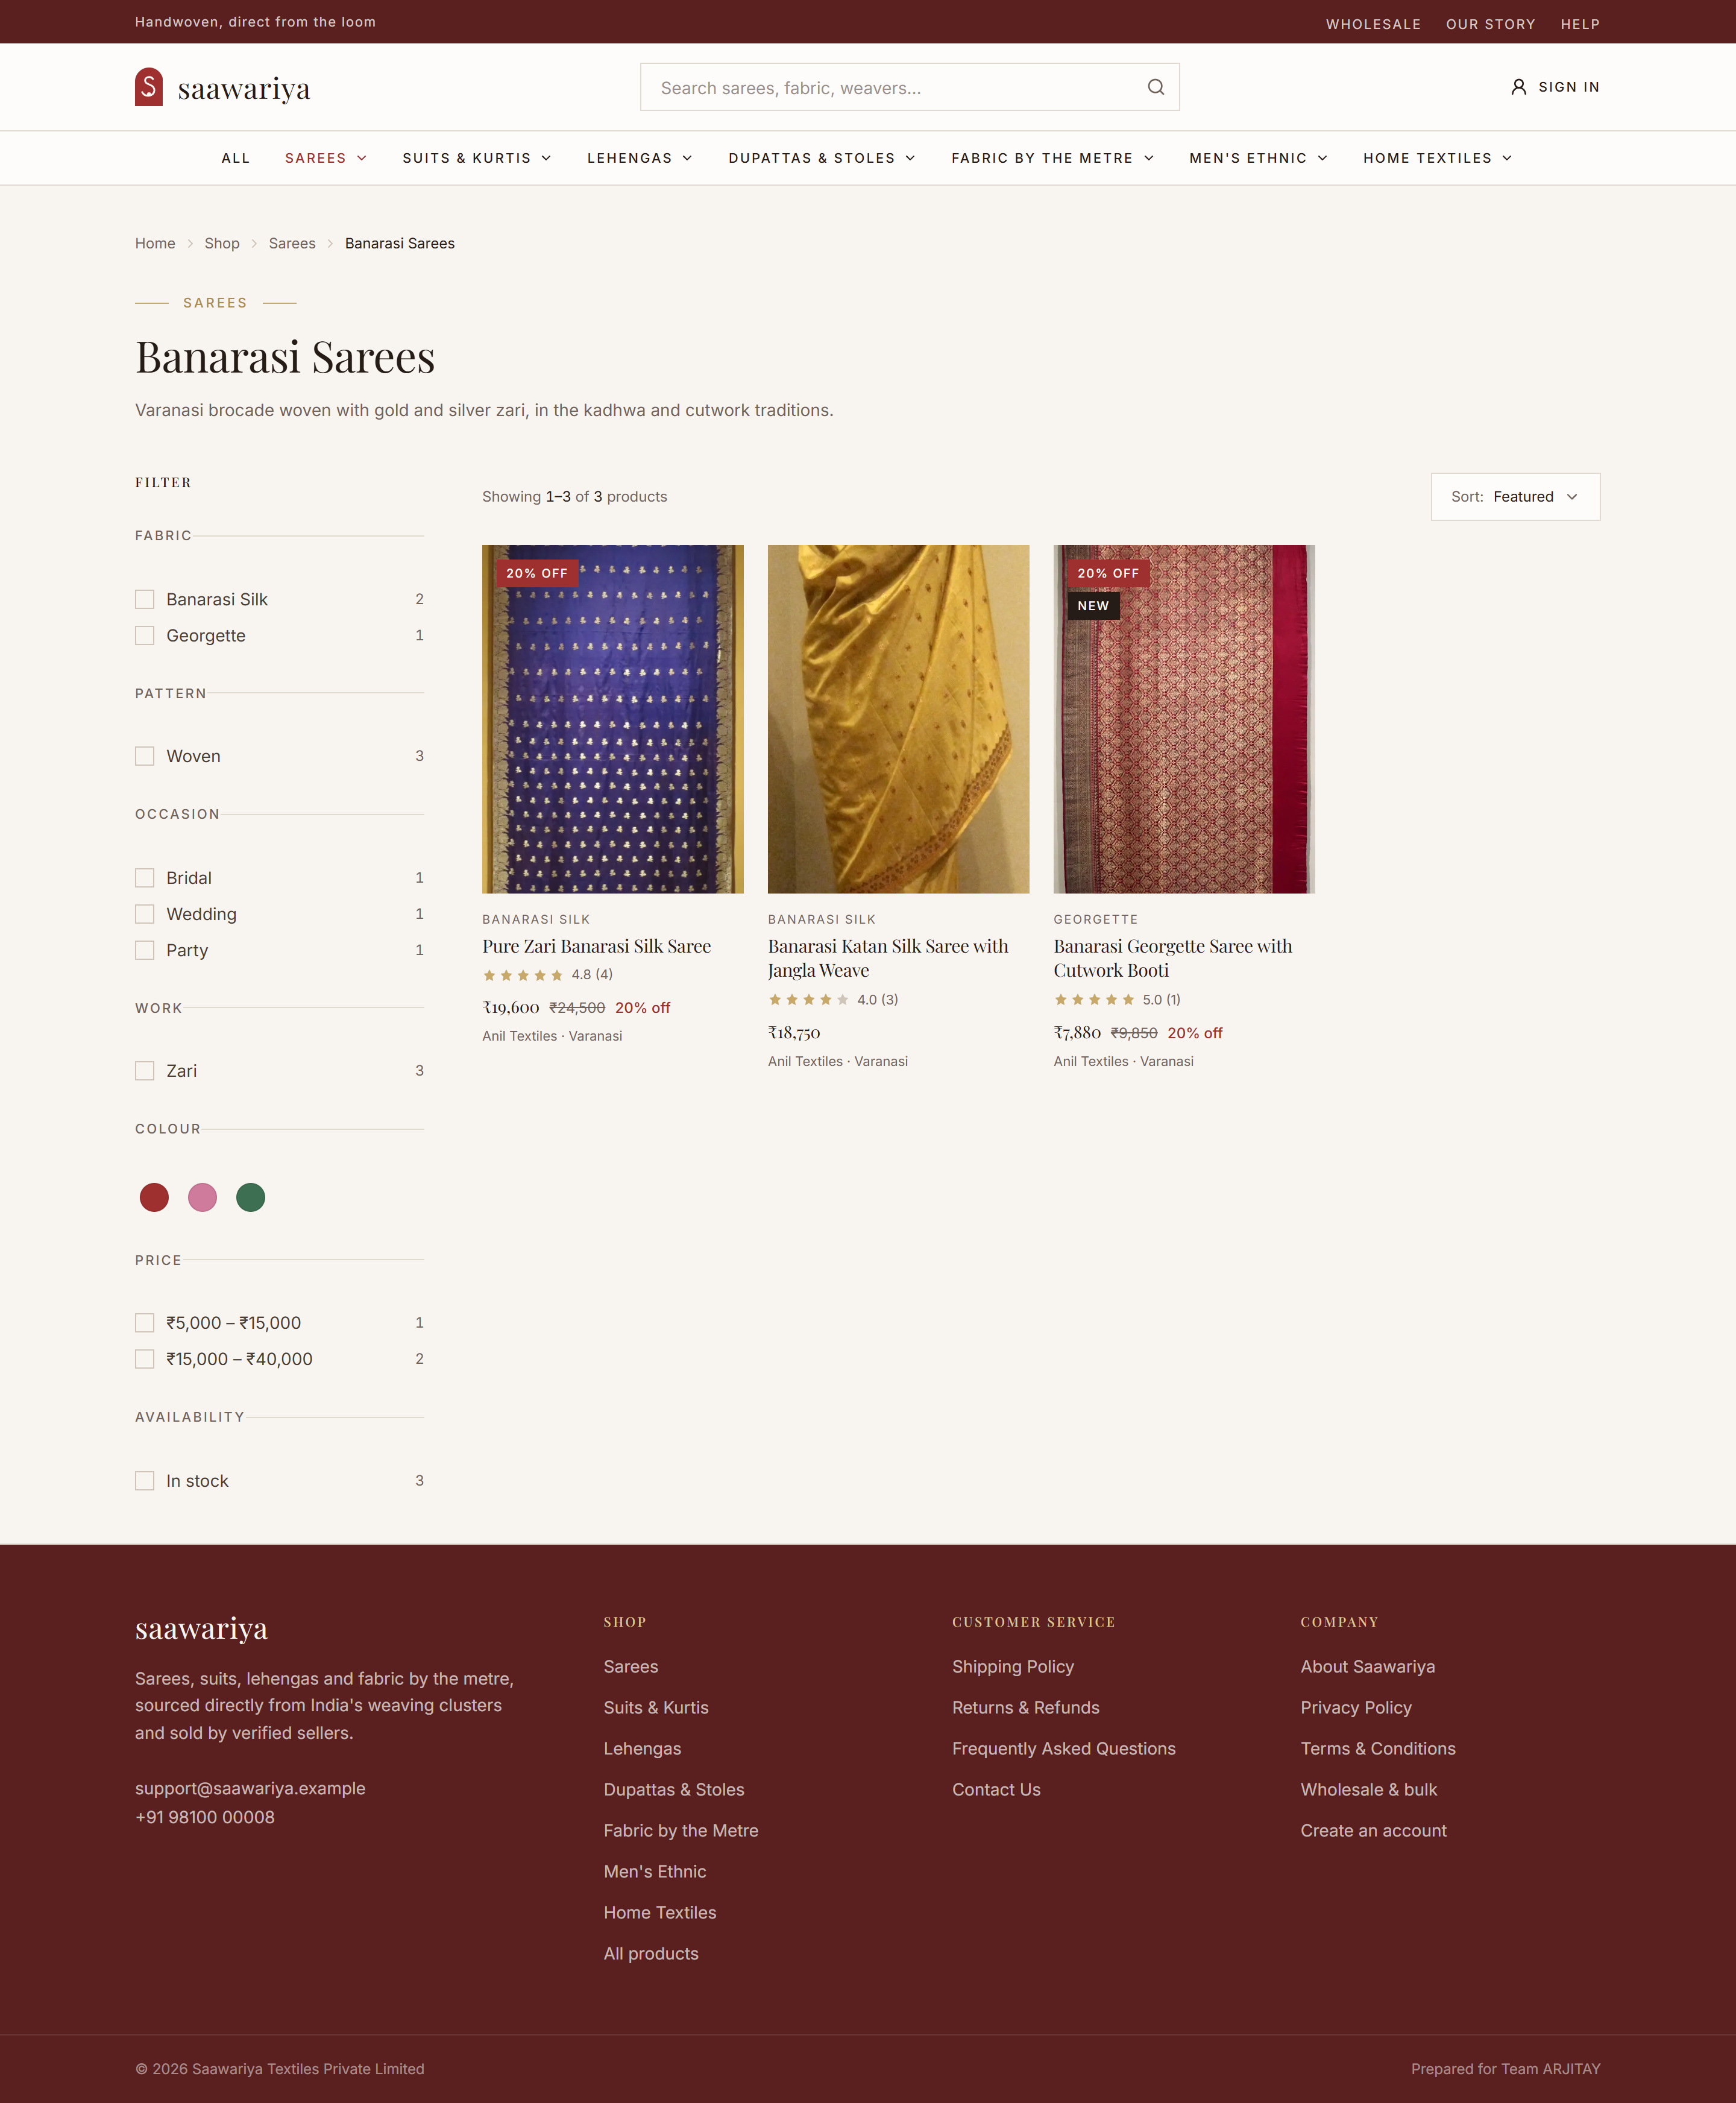 Handwoven, direct from the loom
WHOLESALE OUR STORY HELP
S saawariya
Search sarees, fabric, weavers...
SIGN IN
ALL SAREES SUITS & KURTIS LEHENGAS DUPATTAS & STOLES FABRIC BY THE METRE MEN'S ETHNIC HOME TEXTILES
Home Shop Sarees Banarasi Sarees
SAREES
Banarasi Sarees
Varanasi brocade woven with gold and silver zari, in the kadhwa and cutwork traditions.
FILTER
FABRIC
Banarasi Silk 2
Georgette 1
PATTERN
Woven 3
OCCASION
Bridal 1
Wedding 1
Party 1
WORK
Zari 3
COLOUR
PRICE
₹5,000 – ₹15,000 1
₹15,000 – ₹40,000 2
AVAILABILITY
In stock 3
Showing 1–3 of 3 products
Sort: Featured
20% OFF
BANARASI SILK
Pure Zari Banarasi Silk Saree
4.8 (4)
₹19,600 ₹24,500 20% off
Anil Textiles · Varanasi
BANARASI SILK
Banarasi Katan Silk Saree with
Jangla Weave
4.0 (3)
₹18,750
Anil Textiles · Varanasi
20% OFF
NEW
GEORGETTE
Banarasi Georgette Saree with
Cutwork Booti
5.0 (1)
₹7,880 ₹9,850 20% off
Anil Textiles · Varanasi
saawariya
Sarees, suits, lehengas and fabric by the metre,
sourced directly from India's weaving clusters
and sold by verified sellers.
support@saawariya.example
+91 98100 00008
SHOP
Sarees
Suits & Kurtis
Lehengas
Dupattas & Stoles
Fabric by the Metre
Men's Ethnic
Home Textiles
All products
CUSTOMER SERVICE
Shipping Policy
Returns & Refunds
Frequently Asked Questions
Contact Us
COMPANY
About Saawariya
Privacy Policy
Terms & Conditions
Wholesale & bulk
Create an account
© 2026 Saawariya Textiles Private Limited
Prepared for Team ARJITAY